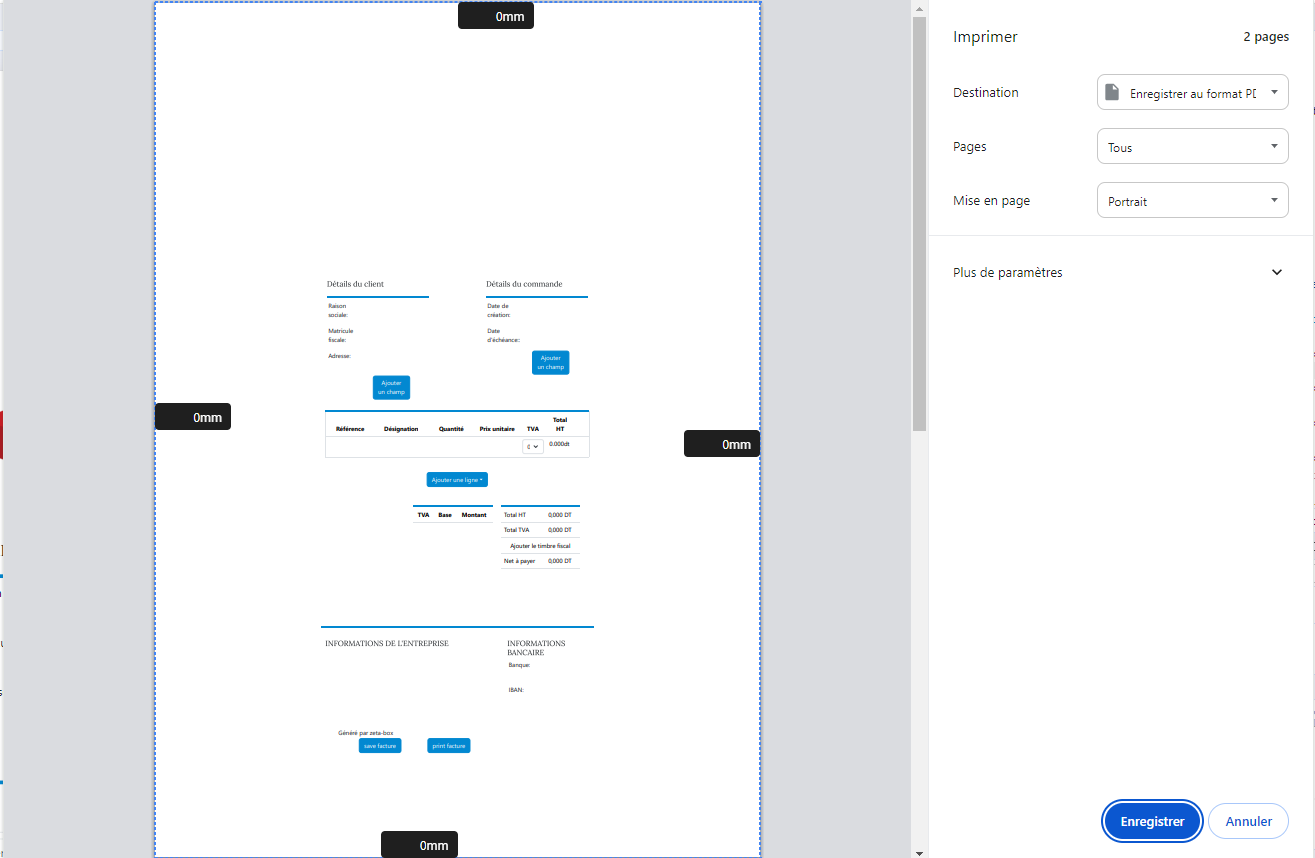 0mm
Imprimer
2 pages
Destination
Enregistrer au format PD
Pages
Tous
Mise en page
Portrait
Plus de paramètres
Détails du client
Détails du commande
Raison
sociale:
Date de
création:
Matricule
fiscale:
Date
d'échéance:
Adresse:
Ajouter
un champ
Ajouter
un champ
0mm
0mm
Référence
Désignation
Quantité
Prix unitaire
TVA
Total
HT
0.000dt
Ajouter une ligne
TVA
Base
Montant
Total HT
0,000 DT
Total TVA
0,000 DT
Ajouter le timbre fiscal
Net à payer
0,000 DT
INFORMATIONS DE L'ENTREPRISE
INFORMATIONS
BANCAIRE
Banque:
IBAN:
Généré par zeta-box
save facture
print facture
0mm
Enregistrer
Annuler